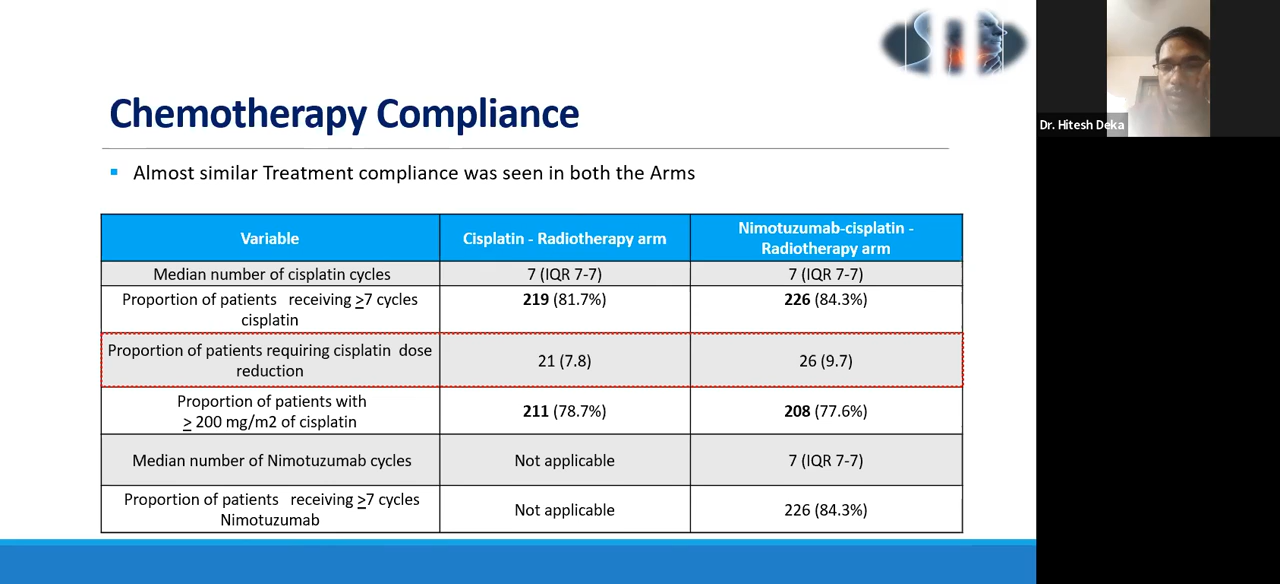 Dr. Hitesh Deka
Chemotherapy Compliance
Almost similar Treatment compliance was seen in both the Arms
Variable
Cisplatin - Radiotherapy arm
Nimotuzumab-cisplatin -
Radiotherapy arm
Median number of cisplatin cycles
7 (IQR 7-7)
7 (IQR 7-7)
Proportion of patients receiving ≥7 cycles
cisplatin
219 (81.7%)
226 (84.3%)
Proportion of patients requiring cisplatin dose
reduction
21 (7.8)
26 (9.7)
Proportion of patients with
≥ 200 mg/m2 of cisplatin
211 (78.7%)
208 (77.6%)
Median number of Nimotuzumab cycles
Not applicable
7 (IQR 7-7)
Proportion of patients receiving ≥7 cycles
Nimotuzumab
Not applicable
226 (84.3%)